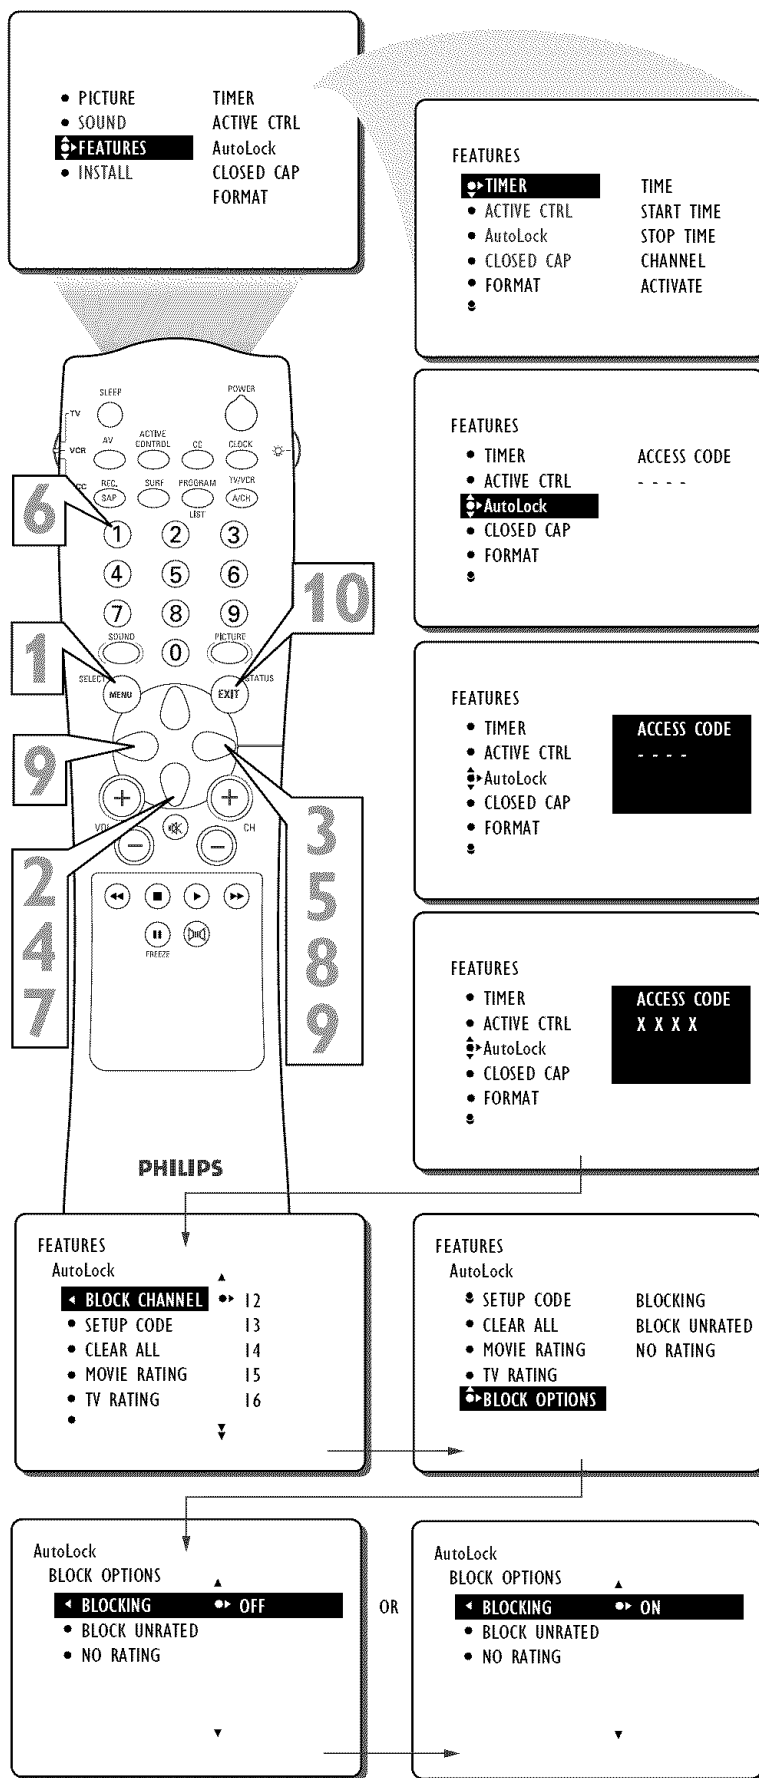 PICTURE TIMER
SOUND ACTIVE CTRL
FEATURES AutoLock
INSTALL CLOSED CAP
FORMAT
FEATURES
TIMER TIME
ACTIVE CTRL START TIME
AutoLock STOP TIME
CLOSED CAP CHANNEL
FORMAT ACTIVATE
FEATURES
TIMER ACCESS CODE
ACTIVE CTRL - - - -
AutoLock
CLOSED CAP
FORMAT
FEATURES
TIMER ACCESS CODE
ACTIVE CTRL - - - -
AutoLock
CLOSED CAP
FORMAT
FEATURES
TIMER ACCESS CODE
ACTIVE CTRL X X X X
AutoLock
CLOSED CAP
FORMAT
SLEEP POWER
TV
AV ACTIVE CONTROL CC CLOCK
VCR
REC. SURF PROGRAM TV/VCR
SAP LIST A/CH
6
1 2 3
4 5 6
10
7 8 9
SOUND 0 PICTURE
1
SELECT STATUS
MENU EXIT
9
+ +
VOL CH
– –
2
4
7
3
5
8
9
FREEZE
PHILIPS
FEATURES
AutoLock
BLOCK CHANNEL 12
SETUP CODE 13
CLEAR ALL 14
MOVIE RATING 15
TV RATING 16
FEATURES
AutoLock
SETUP CODE BLOCKING
CLEAR ALL BLOCK UNRATED
MOVIE RATING NO RATING
TV RATING
BLOCK OPTIONS
AutoLock
BLOCK OPTIONS
BLOCKING OFF
BLOCK UNRATED
NO RATING
OR
AutoLock
BLOCK OPTIONS
BLOCKING ON
BLOCK UNRATED
NO RATING